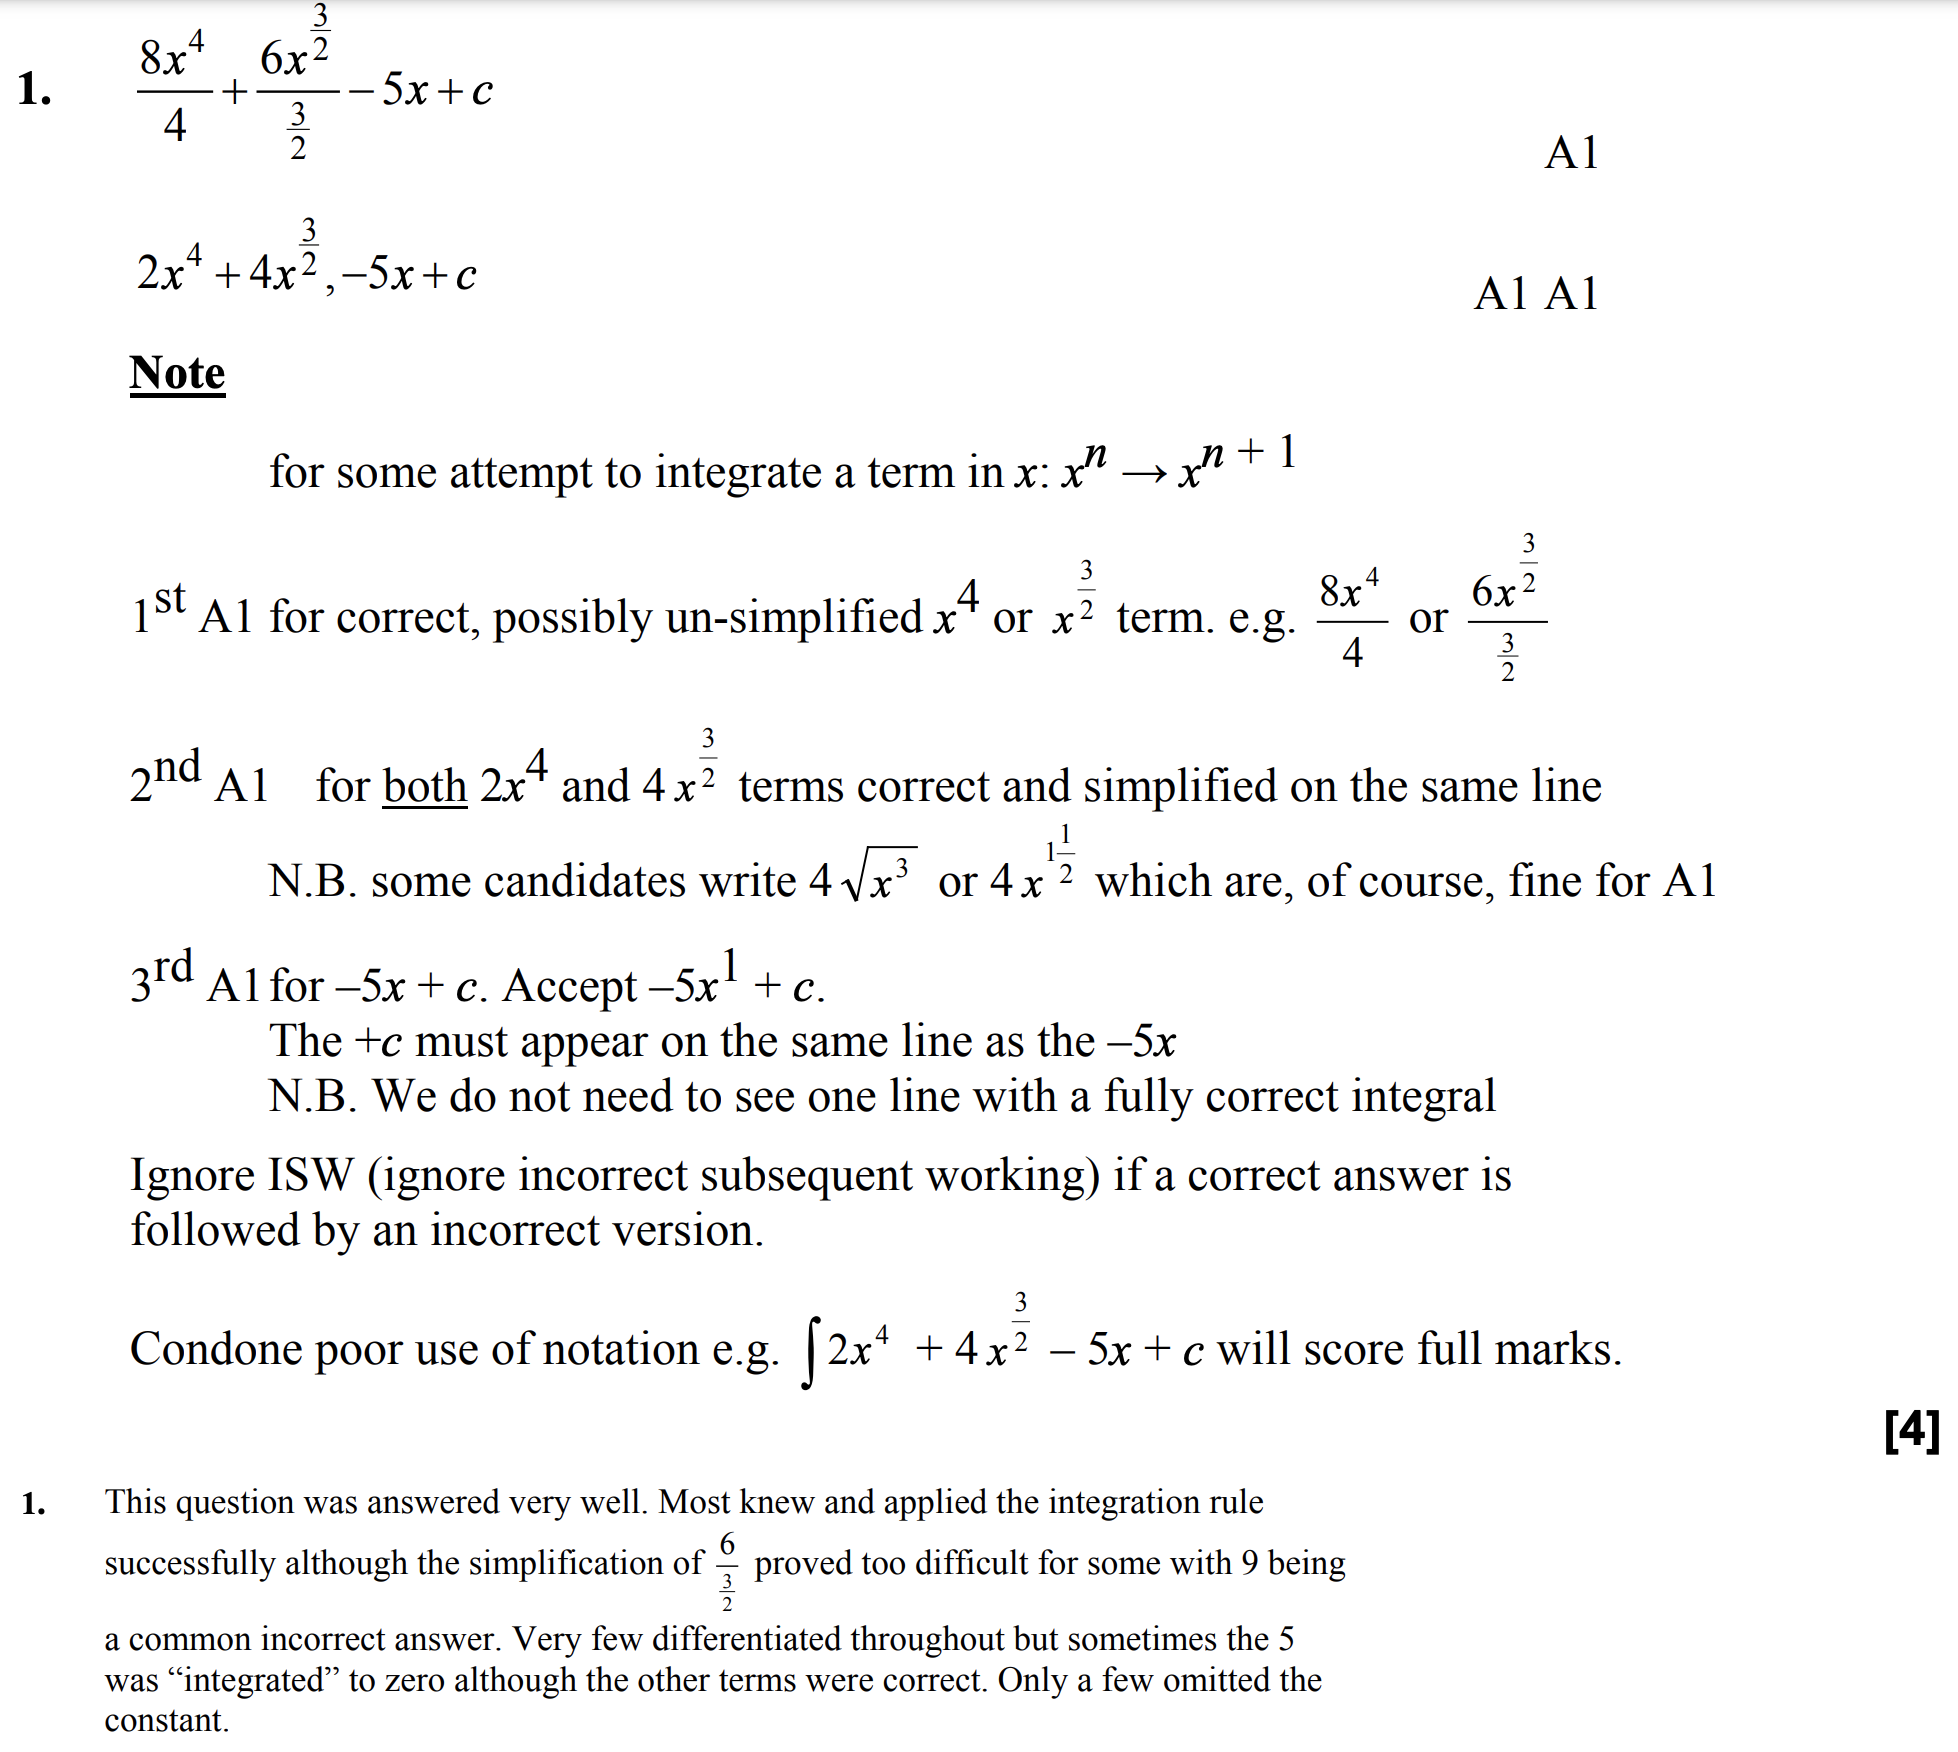 1. \frac{8x^4}{4} + \frac{6x^{\frac{3}{2}}}{\frac{3}{2}} − 5x + c
A1
2x^4 + 4x^{\frac{3}{2}}, −5x + c
A1 A1
Note
for some attempt to integrate a term in x: x^n → x^{n + 1}
1^{st} A1 for correct, possibly un-simplified x^4 or x^{\frac{3}{2}} term. e.g. \frac{8x^4}{4} or \frac{6x^{\frac{3}{2}}}{\frac{3}{2}}
2^{nd} A1 for both 2x^4 and 4x^{\frac{3}{2}} terms correct and simplified on the same line
N.B. some candidates write 4\sqrt{x^3} or 4x^{1\frac{1}{2}} which are, of course, fine for A1
3^{rd} A1 for –5x + c. Accept –5x^1 + c.
The +c must appear on the same line as the –5x
N.B. We do not need to see one line with a fully correct integral
Ignore ISW (ignore incorrect subsequent working) if a correct answer is
followed by an incorrect version.
Condone poor use of notation e.g. ∫2x^4 + 4x^{\frac{3}{2}} – 5x + c will score full marks.
[4]
1. This question was answered very well. Most knew and applied the integration rule
successfully although the simplification of \frac{6}{\frac{3}{2}} proved too difficult for some with 9 being
a common incorrect answer. Very few differentiated throughout but sometimes the 5
was “integrated” to zero although the other terms were correct. Only a few omitted the
constant.